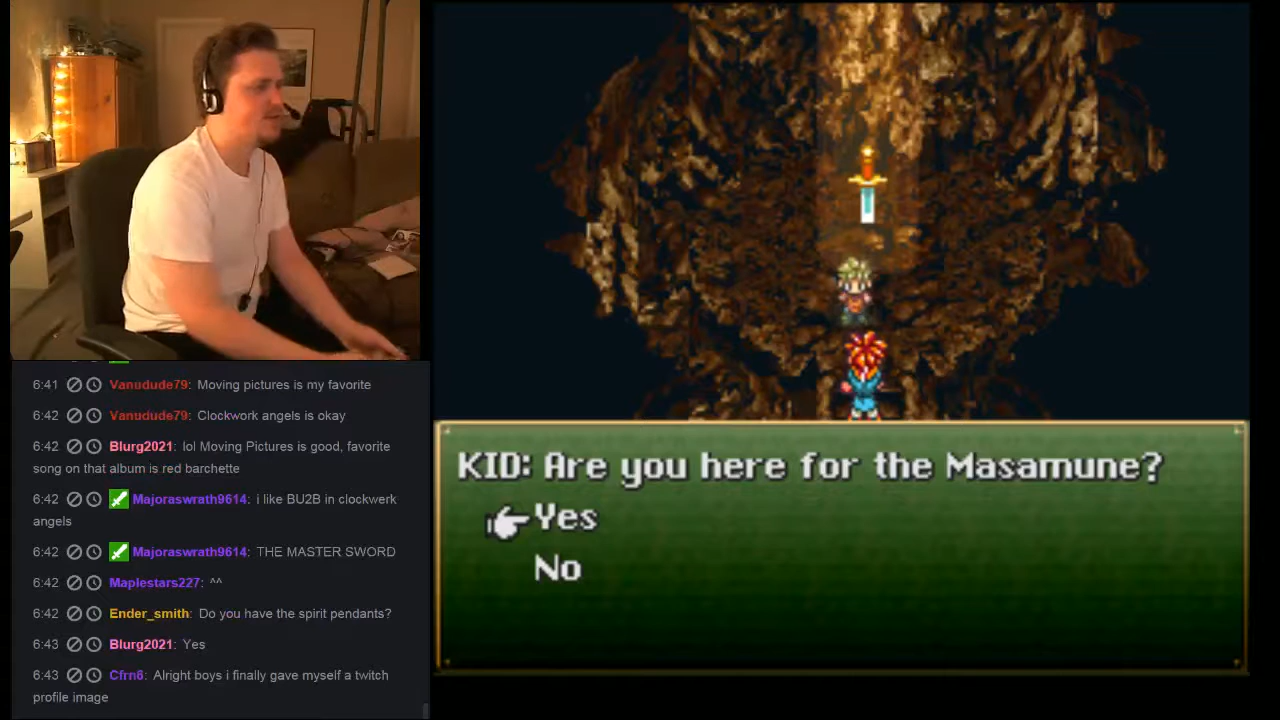 6:41 Vanudude79: Moving pictures is my favorite
6:42 Vanudude79: Clockwork angels is okay
6:42 Blurg2021: lol Moving Pictures is good, favorite
song on that album is red barchette
6:42 Majoraswrath9614: i like BU2B in clockwerk
angels
6:42 Majoraswrath9614: THE MASTER SWORD
6:42 Maplestars227: ^^
6:42 Ender_smith: Do you have the spirit pendants?
6:43 Blurg2021: Yes
6:43 Cfrn6: Alright boys i finally gave myself a twitch
profile image
KID: Are you here for the Masamune?
Yes
No